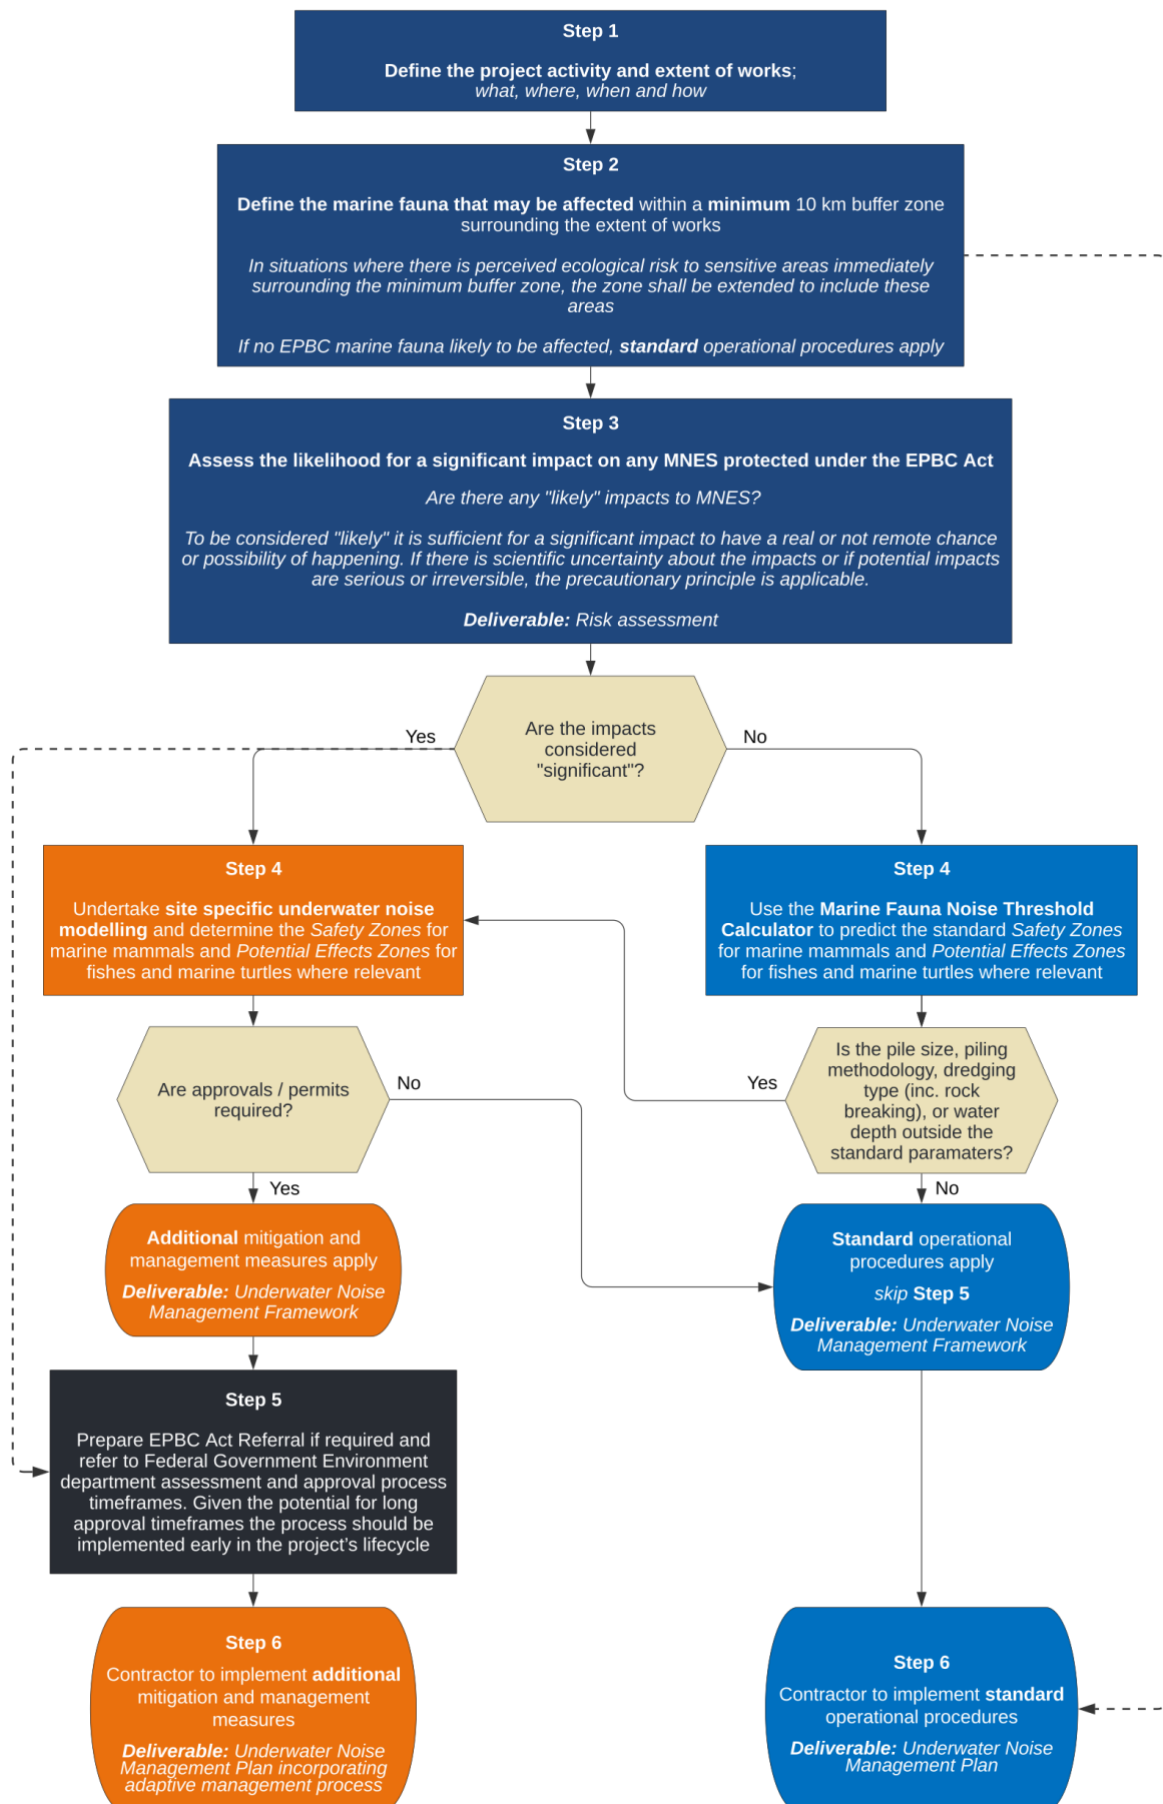 Step 1
Define the project activity and extent of works;
what, where, when and how
Step 2
Define the marine fauna that may be affected within a minimum 10 km buffer zone
surrounding the extent of works
In situations where there is perceived ecological risk to sensitive areas immediately
surrounding the minimum buffer zone, the zone shall be extended to include these
areas
If no EPBC marine fauna likely to be affected, standard operational procedures apply
Step 3
Assess the likelihood for a significant impact on any MNES protected under the EPBC Act
Are there any "likely" impacts to MNES?
To be considered "likely" it is sufficient for a significant impact to have a real or not remote chance
or possibility of happening. If there is scientific uncertainty about the impacts or if potential impacts
are serious or irreversible, the precautionary principle is applicable.
Deliverable: Risk assessment
Are the impacts
considered
"significant"?
Yes
No
Step 4
Undertake site specific underwater noise
modelling and determine the Safety Zones for
marine mammals and Potential Effects Zones for
fishes and marine turtles where relevant
Step 4
Use the Marine Fauna Noise Threshold
Calculator to predict the standard Safety Zones
for marine mammals and Potential Effects Zones
for fishes and marine turtles where relevant
Are approvals / permits
required?
No
Yes
Is the pile size, piling
methodology, dredging
type (inc. rock
breaking), or water
depth outside the
standard paramaters?
Yes
No
Additional mitigation and
management measures apply
Deliverable: Underwater Noise
Management Framework
Standard operational
procedures apply
skip Step 5
Deliverable: Underwater Noise
Management Framework
Step 5
Prepare EPBC Act Referral if required and
refer to Federal Government Environment
department assessment and approval process
timeframes. Given the potential for long
approval timeframes the process should be
implemented early in the project's lifecycle
Step 6
Contractor to implement additional
mitigation and management
measures
Deliverable: Underwater Noise
Management Plan incorporating
adaptive management process
Step 6
Contractor to implement standard
operational procedures
Deliverable: Underwater Noise
Management Plan